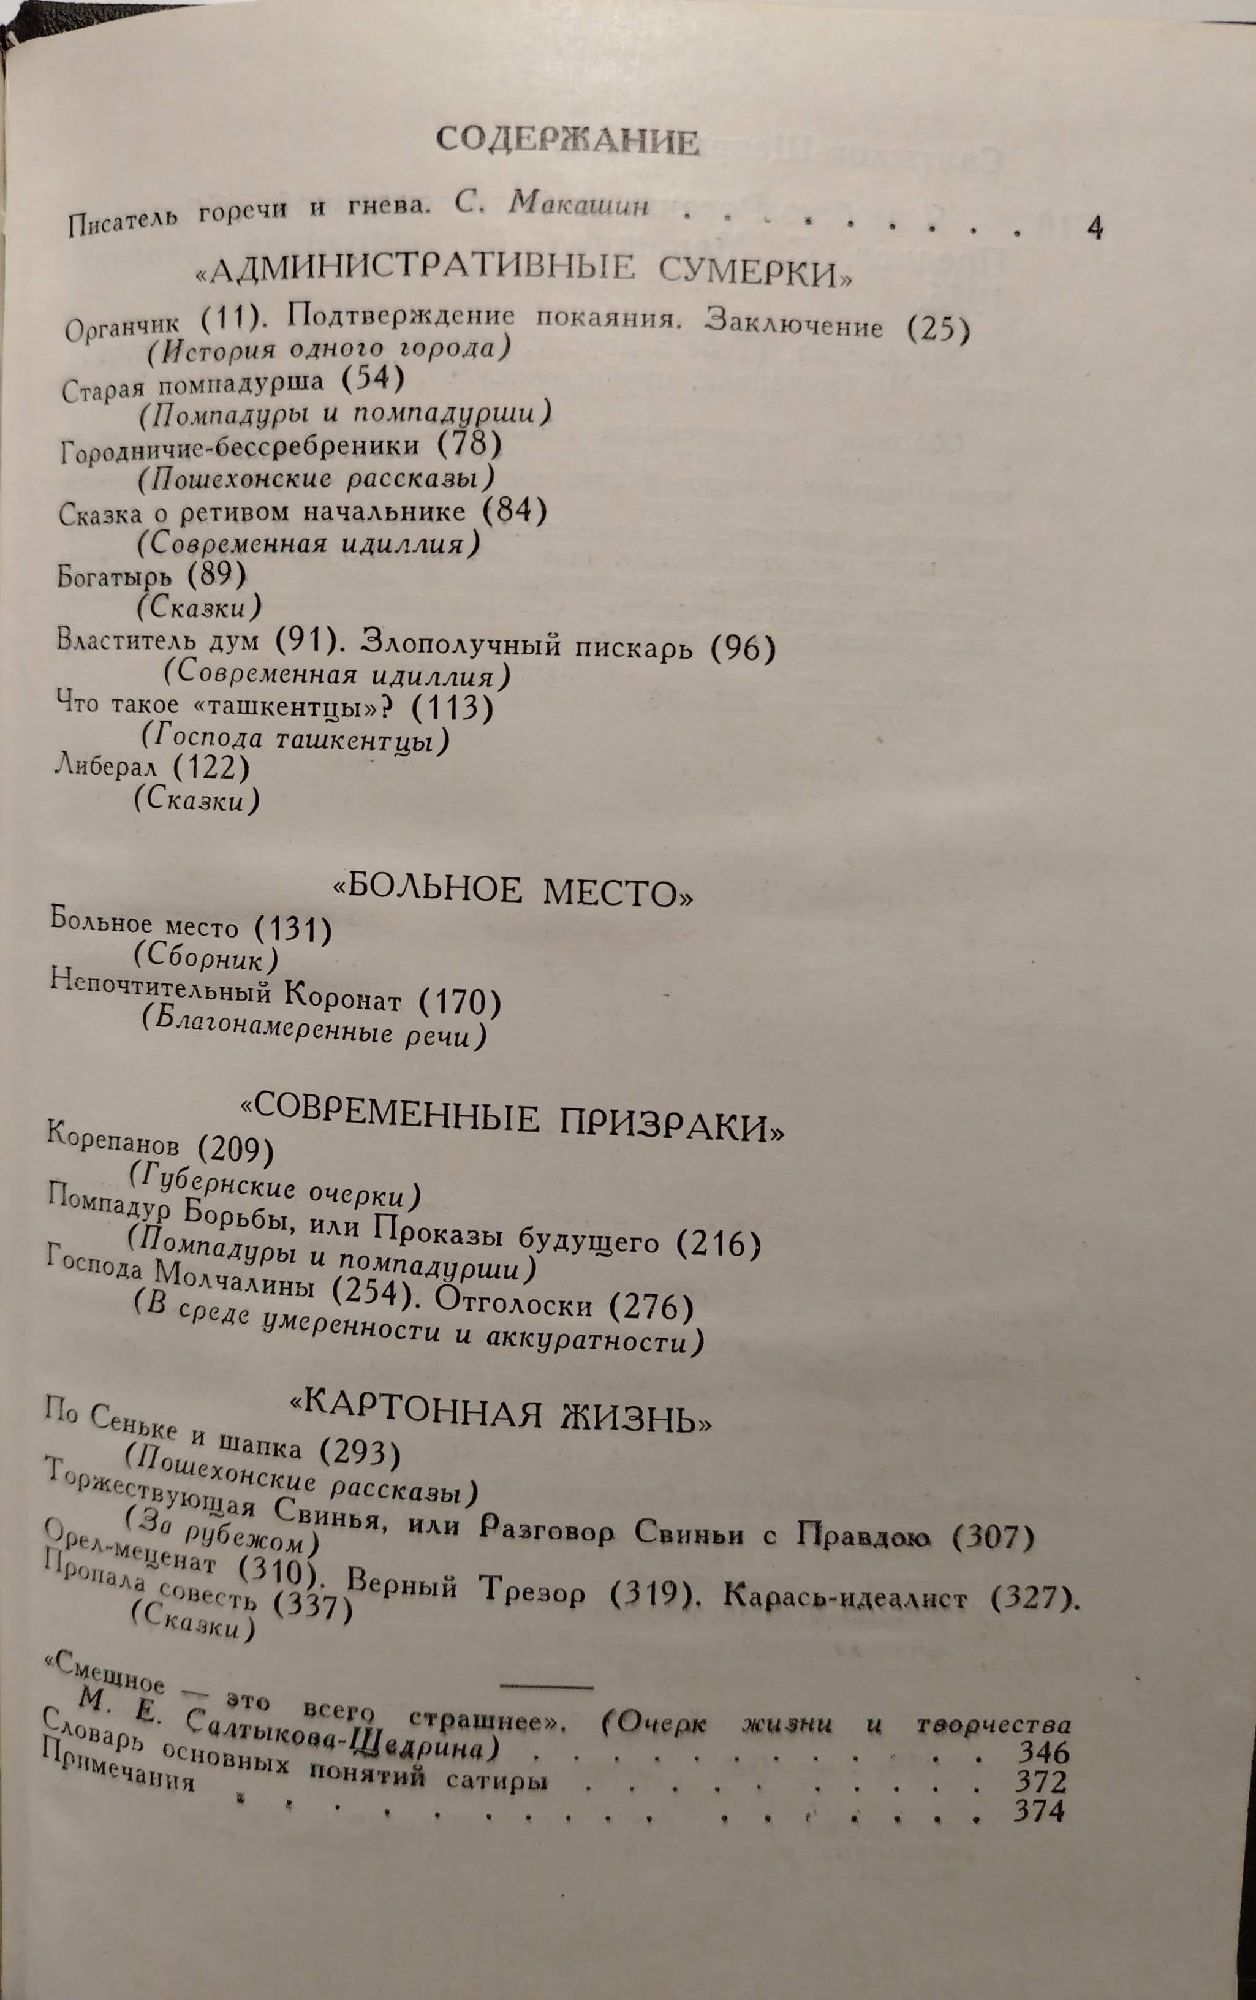 СОДЕРЖАНИЕ
Писатель горечи и гнева. С. Макашин . . . . . . . . . 4
«АДМИНИСТРАТИВНЫЕ СУМЕРКИ»
Органчик (11). Подтверждение покаяния. Заключение (25)
(История одного города)
Старая помпадурша (54)
(Помпадуры и помпадурши)
Городничие-бессребреники (78)
(Пошехонские рассказы)
Сказка о ретивом начальнике (84)
(Современная идиллия)
Богатырь (89)
(Сказки)
Властитель дум (91). Злополучный пискарь (96)
(Современная идиллия)
Что такое «ташкентцы»? (113)
(Господа ташкентцы)
Либерал (122)
(Сказки)
«БОЛЬНОЕ МЕСТО»
Больное место (131)
(Сборник)
Непочтительный Коронат (170)
(Благонамеренные речи)
«СОВРЕМЕННЫЕ ПРИЗРАКИ»
Корепанов (209)
(Губернские очерки)
Помпадур Борьбы, или Проказы будущего (216)
(Помпадуры и помпадурши)
Господа Молчалины (254). Отголоски (276)
(В среде умеренности и аккуратности)
«КАРТОННАЯ ЖИЗНЬ»
По Сеньке и шапка (293)
(Пошехонские рассказы)
Торжествующая Свинья, или Разговор Свиньи с Правдою (307)
(За рубежом)
Орел-меценат (310). Верный Трезор (319). Карась-идеалист (327).
Пропала совесть (337)
(Сказки)
«Смешное — это всего страшнее». (Очерк жизни и творчества
М. Е. Салтыкова-Щедрина) . . . . . . . . . . . 346
Словарь основных понятий сатиры . . . . . . . . . . 372
Примечания . . . . . . . . . . . . . . . . . 374